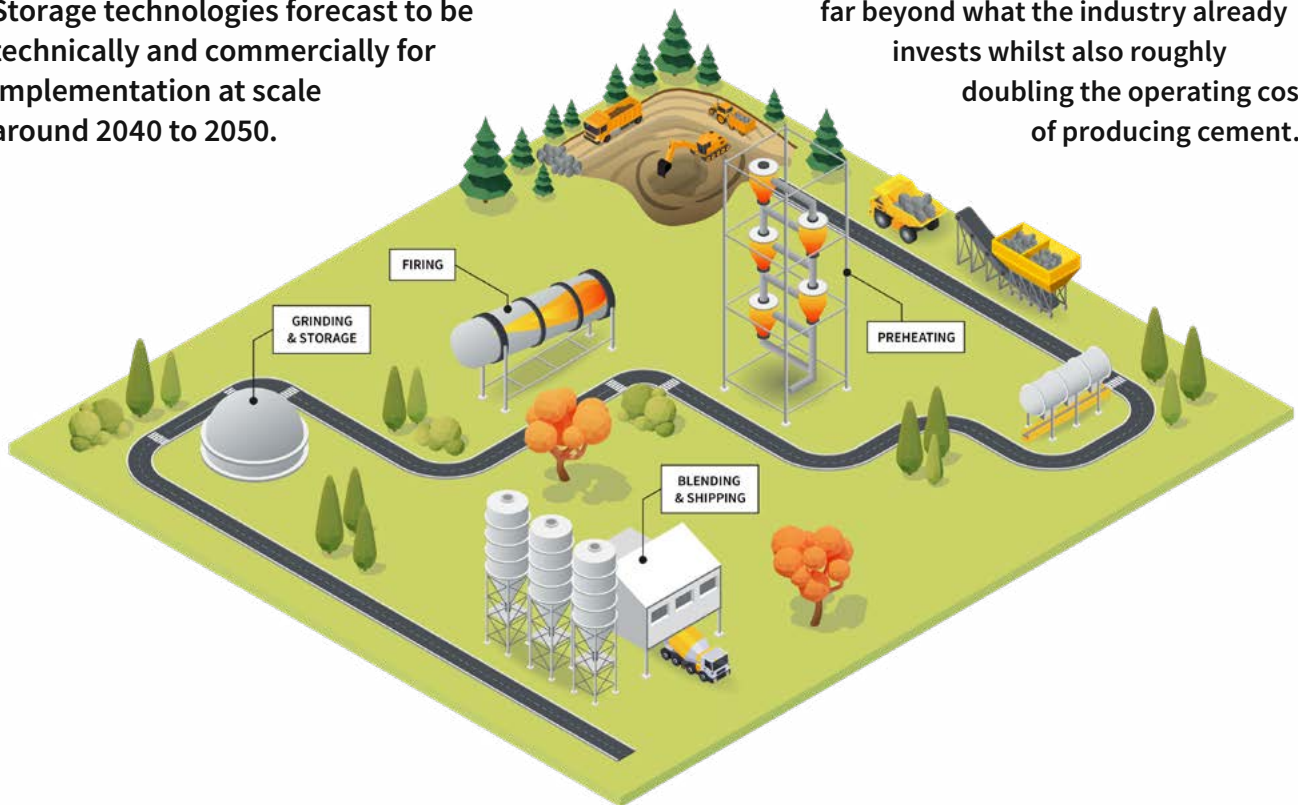 Storage technologies forecast to be
technically and commercially for
implementation at scale
around 2040 to 2050.
far beyond what the industry already
invests whilst also roughly
doubling the operating cos
of producing cement.
FIRING
GRINDING
& STORAGE
PREHEATING
BLENDING
& SHIPPING